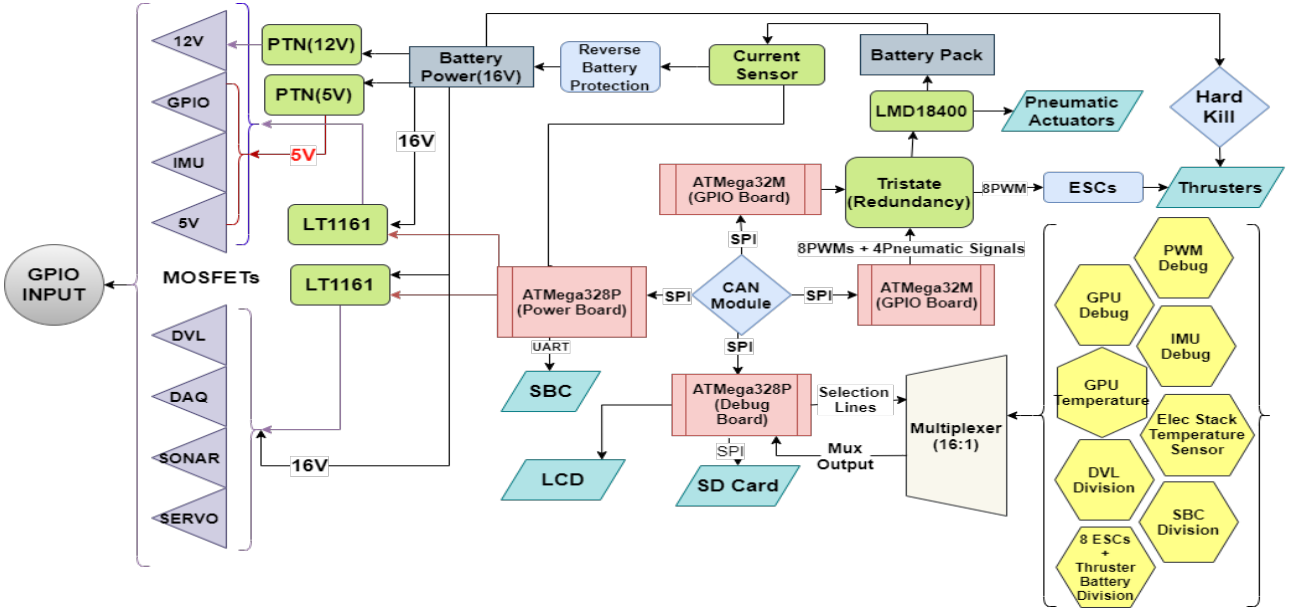 12V
GPIO
IMU
5V
PTN(12V)
PTN(5V)
5V
Battery
Power(16V)
16V
Reverse
Battery
Protection
Current
Sensor
Battery Pack
LMD18400
Pneumatic
Actuators
Hard
Kill
ATMega32M
(GPIO Board)
Tristate
(Redundancy)
8PWM
ESCs
Thrusters
LT1161
LT1161
MOSFETs
GPIO
INPUT
SPI
8PWMs + 4Pneumatic Signals
ATMega328P
(Power Board)
SPI
CAN
Module
SPI
ATMega32M
(GPIO Board)
UART
SBC
SPI
DVL
DAQ
SONAR
SERVO
16V
ATMega328P
(Debug
Board)
Selection
Lines
Mux
Output
Multiplexer
(16:1)
SPI
LCD
SD Card
PWM
Debug
GPU
Debug
IMU
Debug
GPU
Temperature
Elec Stack
Temperature
Sensor
DVL
Division
SBC
Division
8 ESCs
+
Thruster
Battery
Division